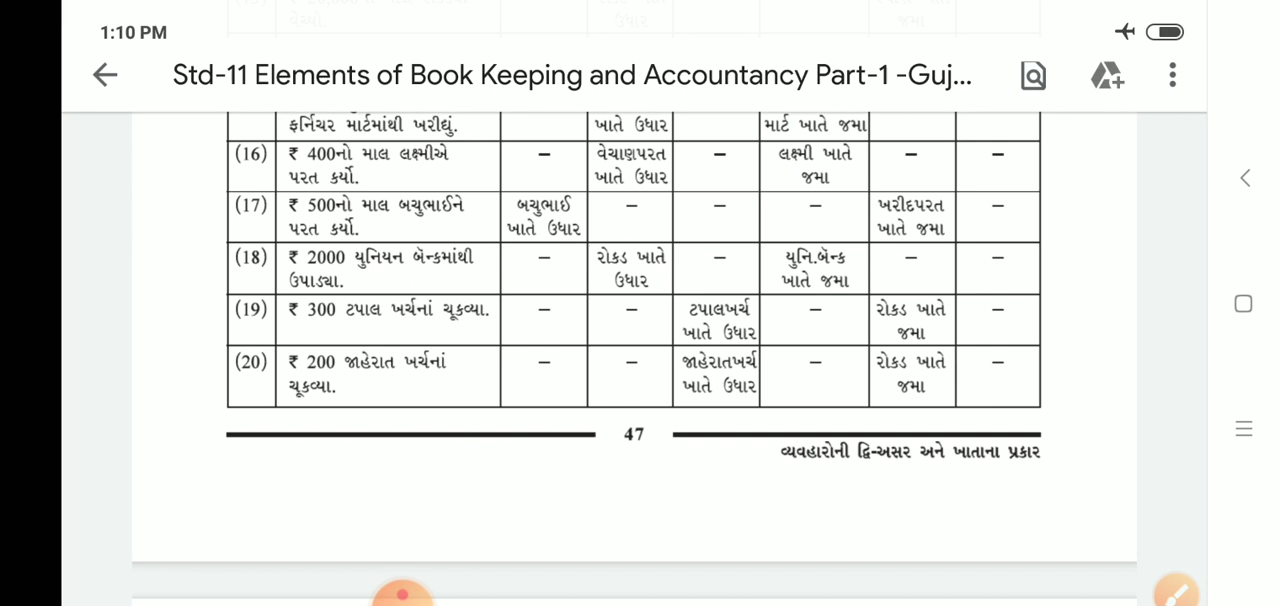 1:10 PM
Std-11 Elements of Book Keeping and Accountancy Part-1 -Guj...
ફર્નિચર માર્ટમાંથી ખરીદ્યું. ખાતે ઉધાર માર્ટ ખાતે જમા
(16) ₹ 400નો માલ લક્ષ્મીએ – વેચાણપરત – લક્ષ્મી ખાતે – –
પરત કર્યો. ખાતે ઉધાર જમા
(17) ₹ 500નો માલ બચુભાઈને બચુભાઈ – – – ખરીદપરત –
પરત કર્યો. ખાતે ઉધાર ખાતે જમા
(18) ₹ 2000 યુનિયન બૅન્કમાંથી – રોકડ ખાતે – યુનિ.બૅન્ક – –
ઉપાડ્યા. ઉધાર ખાતે જમા
(19) ₹ 300 ટપાલ ખર્ચનાં ચૂકવ્યા. – – ટપાલખર્ચ – રોકડ ખાતે –
ખાતે ઉધાર જમા
(20) ₹ 200 જાહેરાત ખર્ચનાં – – જાહેરાતખર્ચ – રોકડ ખાતે –
ચૂકવ્યા. ખાતે ઉધાર જમા
47
વ્યવહારોની દ્વિ-અસર અને ખાતાના પ્રકાર